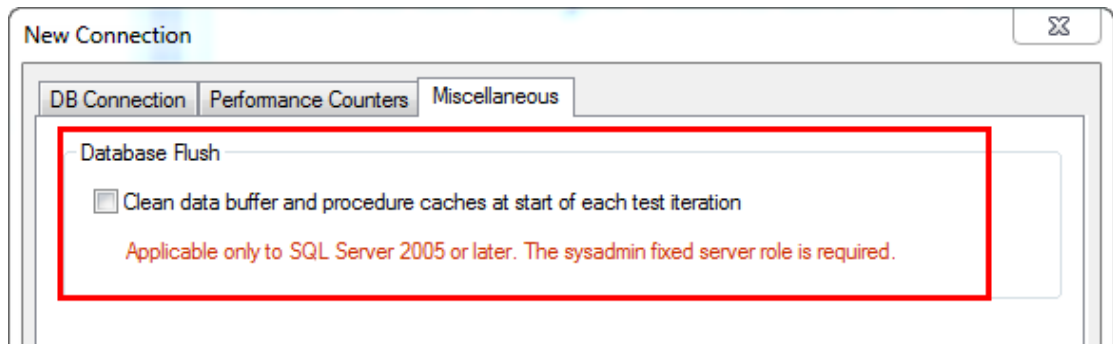 New Connection
DB Connection Performance Counters Miscellaneous
Database Flush
Clean data buffer and procedure caches at start of each test iteration
Applicable only to SQL Server 2005 or later. The sysadmin fixed server role is required.